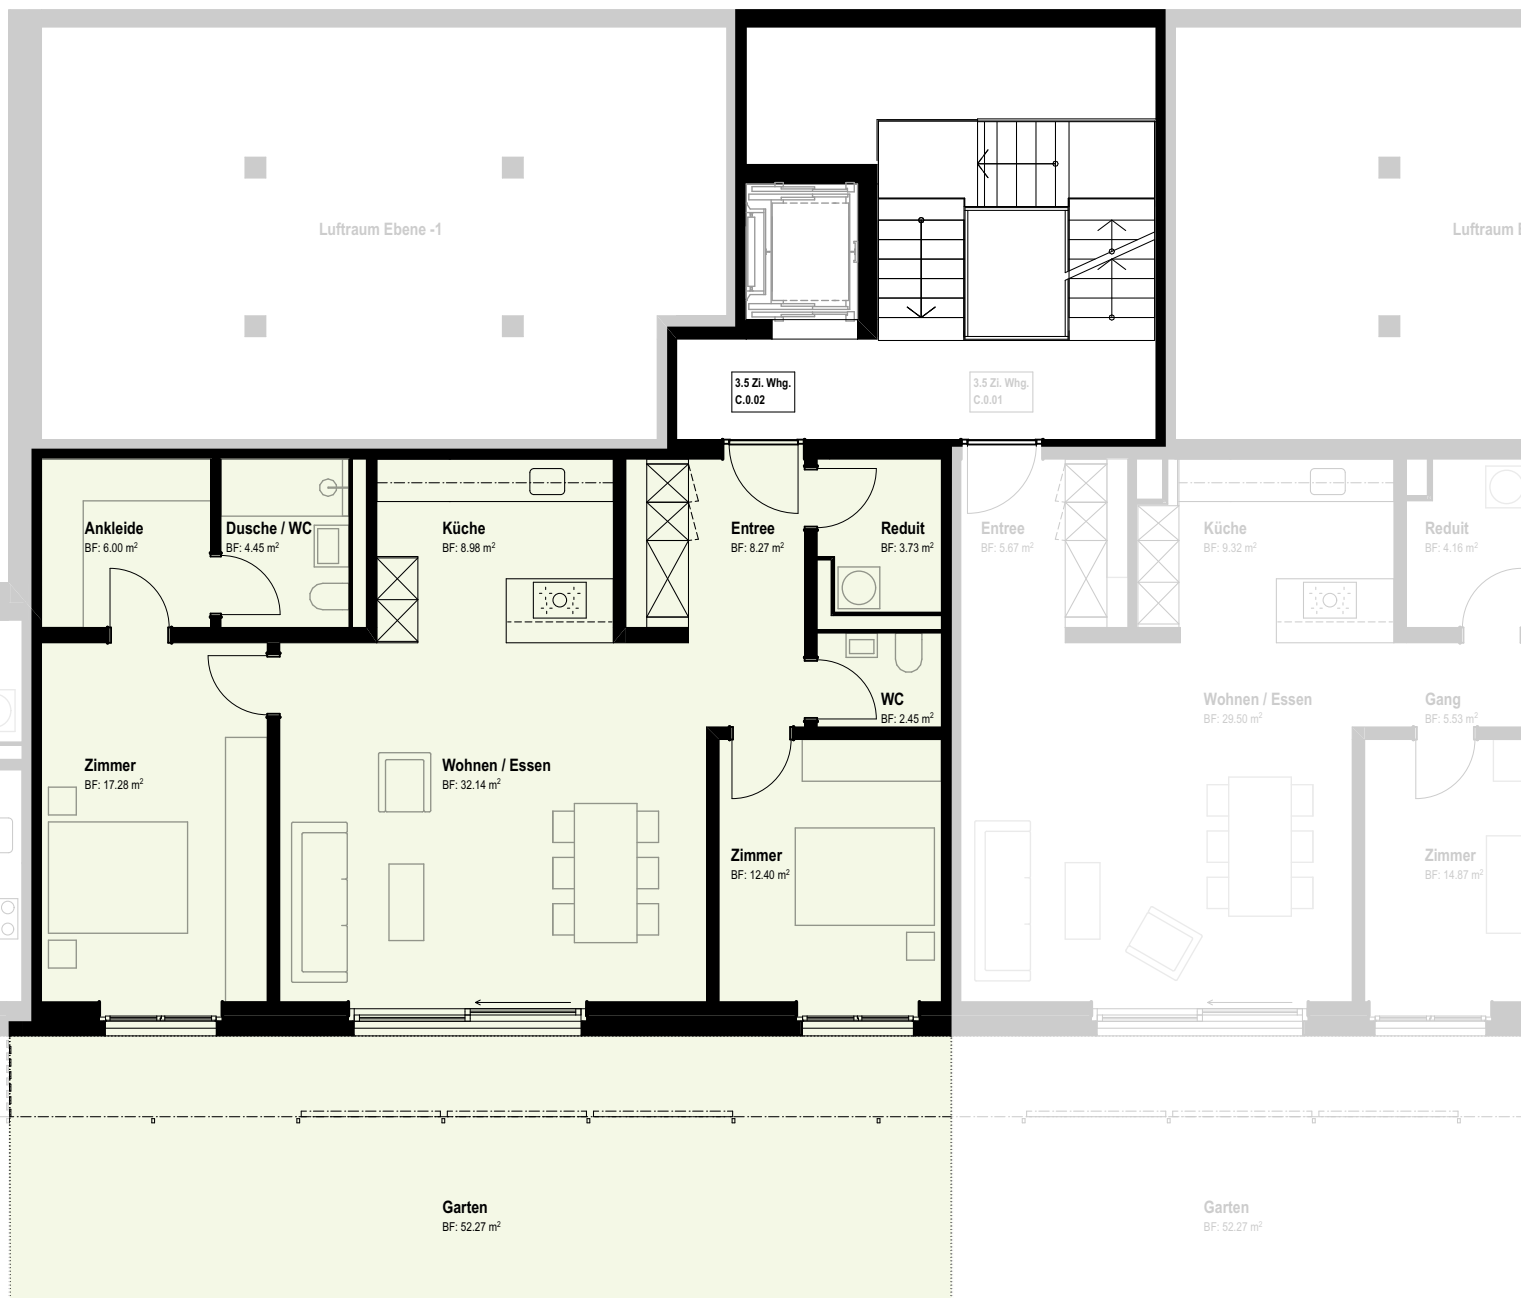 Luftraum Ebene -1
Luftraum
3.5 Zi. Whg.
C.0.02
3.5 Zi. Whg.
C.0.01
Ankleide
BF: 6.00 m²
Dusche / WC
BF: 4.45 m²
Küche
BF: 8.98 m²
Entree
BF: 8.27 m²
Reduit
BF: 3.73 m²
Entree
BF: 5.67 m²
Küche
BF: 9.32 m²
Reduit
BF: 4.16 m²
WC
BF: 2.45 m²
Wohnen / Essen
BF: 29.50 m²
Gang
BF: 5.53 m²
Zimmer
BF: 17.28 m²
Wohnen / Essen
BF: 32.14 m²
Zimmer
BF: 12.40 m²
Zimmer
BF: 14.87 m²
Garten
BF: 52.27 m²
Garten
BF: 52.27 m²